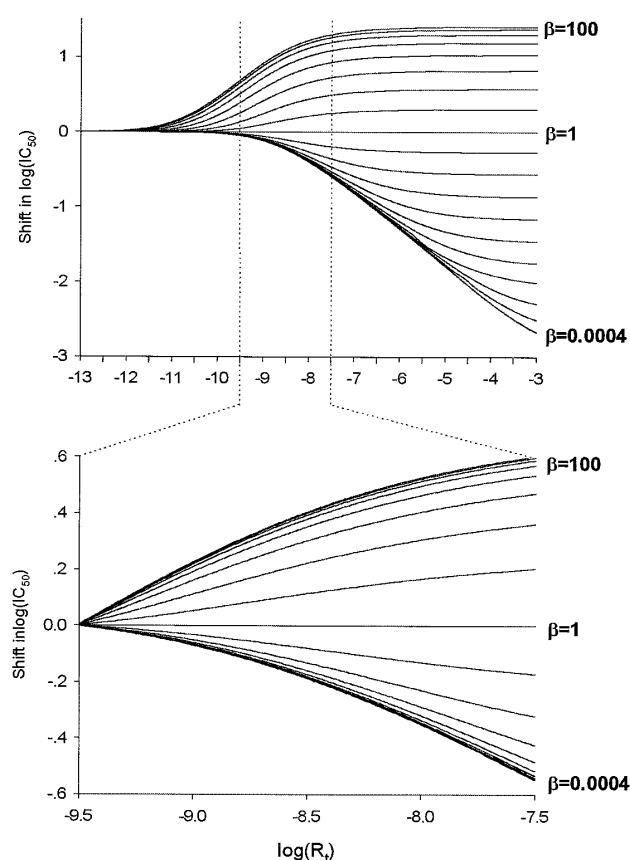 β=100
1
0
β=1
-1
-2
β=0.0004
-3
Shift in log(IC50)
-13 -12 -11 -10 -9 -8 -7 -6 -5 -4 -3
.6
β=100
.4
.2
0.0
β=1
-.2
-.4
β=0.0004
-.6
Shift inlog(IC50)
-9.5 -9.0 -8.5 -8.0 -7.5
log(Rt)